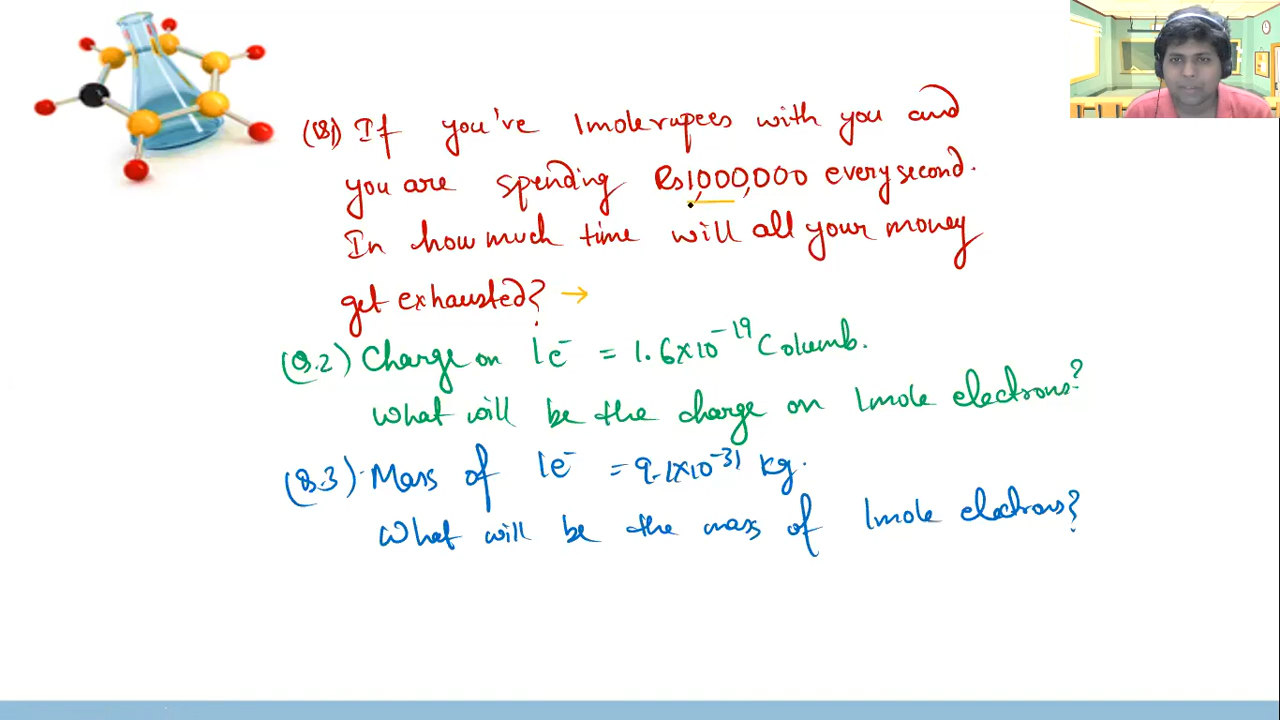 (Q1) If you've 1mole rupees with you and
you are spending Rs1,000,000 every second.
In how much time will all your money
get exhausted? →
(Q.2) Charge on 1e⁻ = 1.6×10⁻¹⁹ Columb.
What will be the charge on 1mole electrons?
(Q.3) Mass of 1e⁻ = 9.1×10⁻³¹ kg.
What will be the mass of 1mole electrons?